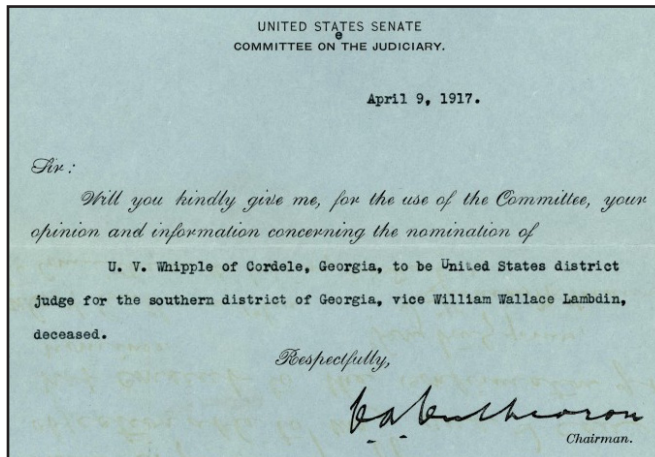 UNITED STATES SENATE
e
COMMITTEE ON THE JUDICIARY.
April 9, 1917.
Sir:
Will you kindly give me, for the use of the Committee, your
opinion and information concerning the nomination of
U. V. Whipple of Cordele, Georgia, to be United States district
judge for the southern district of Georgia, vice William Wallace Lambdin,
deceased.
Respectfully,
Chairman.